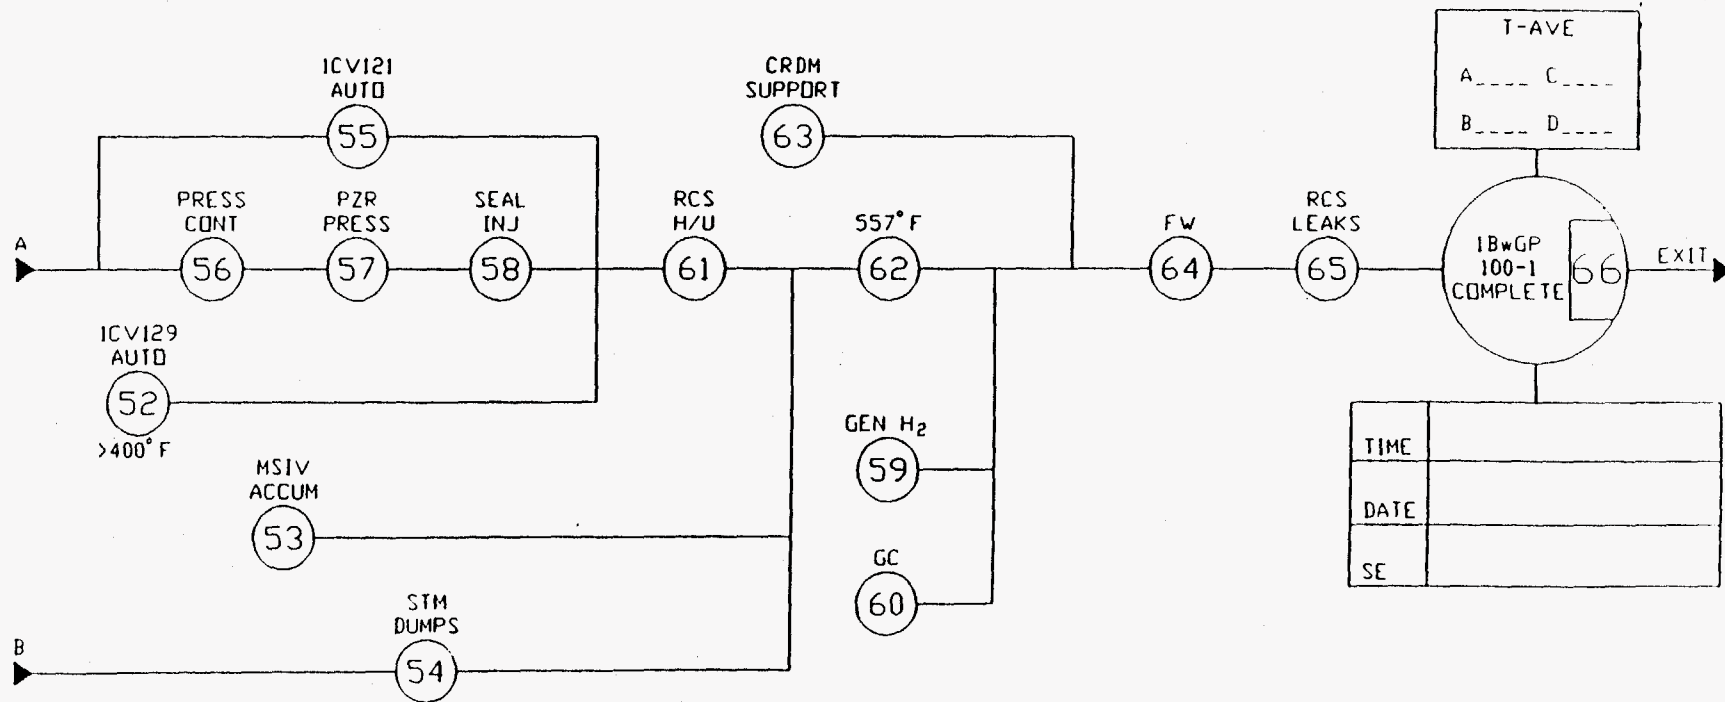 T-AVE
A____ C____
B____ D____
1CV121
AUTO
55
CRDM
SUPPORT
63
A
PRESS
CONT
56
PZR
PRESS
57
SEAL
INJ
58
RCS
H/U
61
557°F
62
FW
64
RCS
LEAKS
65
1BwGP
100-1
COMPLETE
66
EXIT
1CV129
AUTO
52
>400°F
MSIV
ACCUM
53
GEN H₂
59
GC
60
B
STM
DUMPS
54
TIME
DATE
SE